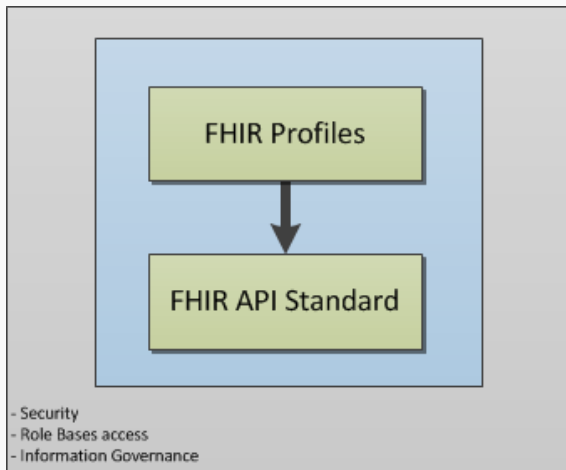 FHIR Profiles
FHIR API Standard
- Security
- Role Bases access
- Information Governance